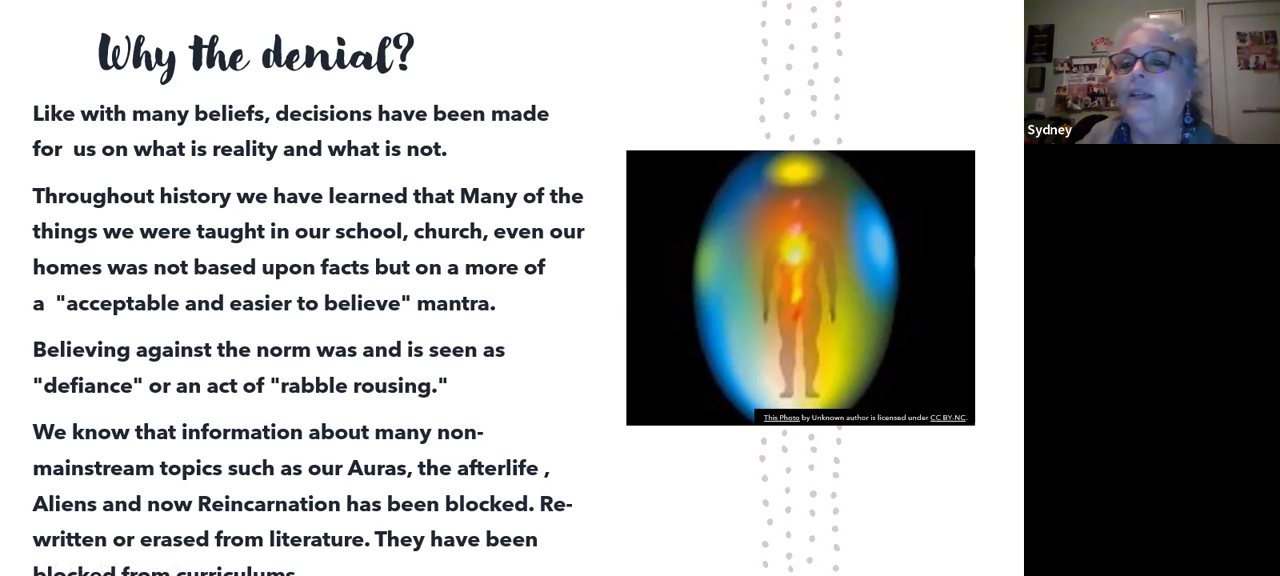 Why the denial?
Like with many beliefs, decisions have been made
for us on what is reality and what is not.
Throughout history we have learned that Many of the
things we were taught in our school, church, even our
homes was not based upon facts but on a more of
a "acceptable and easier to believe" mantra.
Believing against the norm was and is seen as
"defiance" or an act of "rabble rousing."
We know that information about many non-
mainstream topics such as our Auras, the afterlife ,
Aliens and now Reincarnation has been blocked. Re-
written or erased from literature. They have been
blocked from curriculums
This Photo by Unknown author is licensed under CC BY-NC.
Sydney